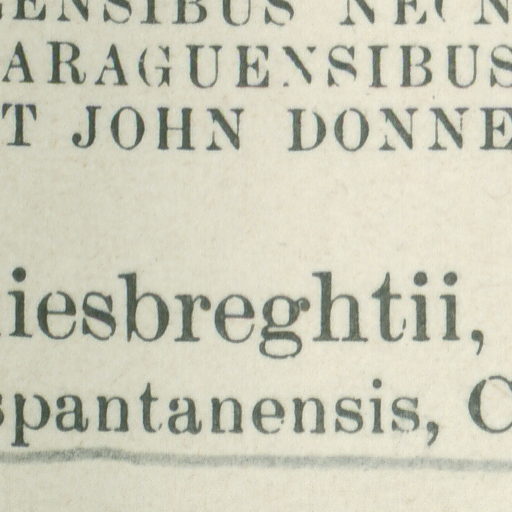 GENSIBUS NECN
ARAGUENSIBUS
T JOHN DONNE
iesbreghtii,
spantanensis, C